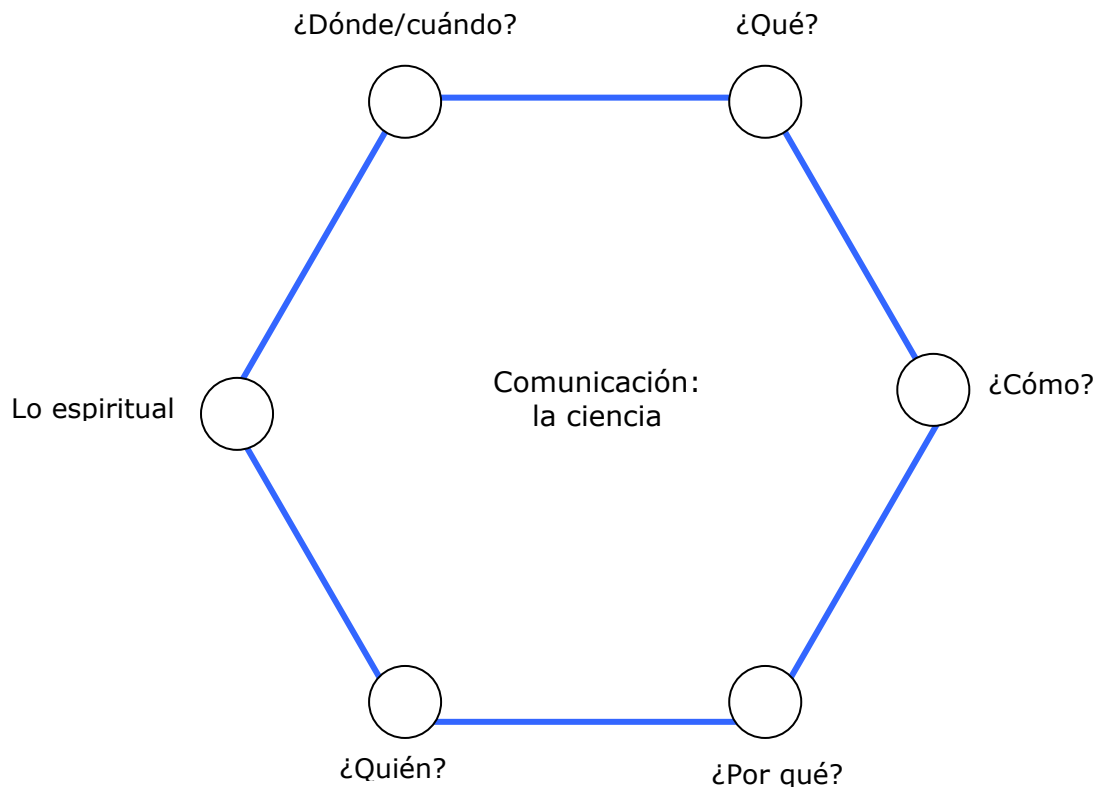 ¿Dónde/cuándo?
¿Qué?
Comunicación:
la ciencia
¿Cómo?
Lo espiritual
¿Quién?
¿Por qué?